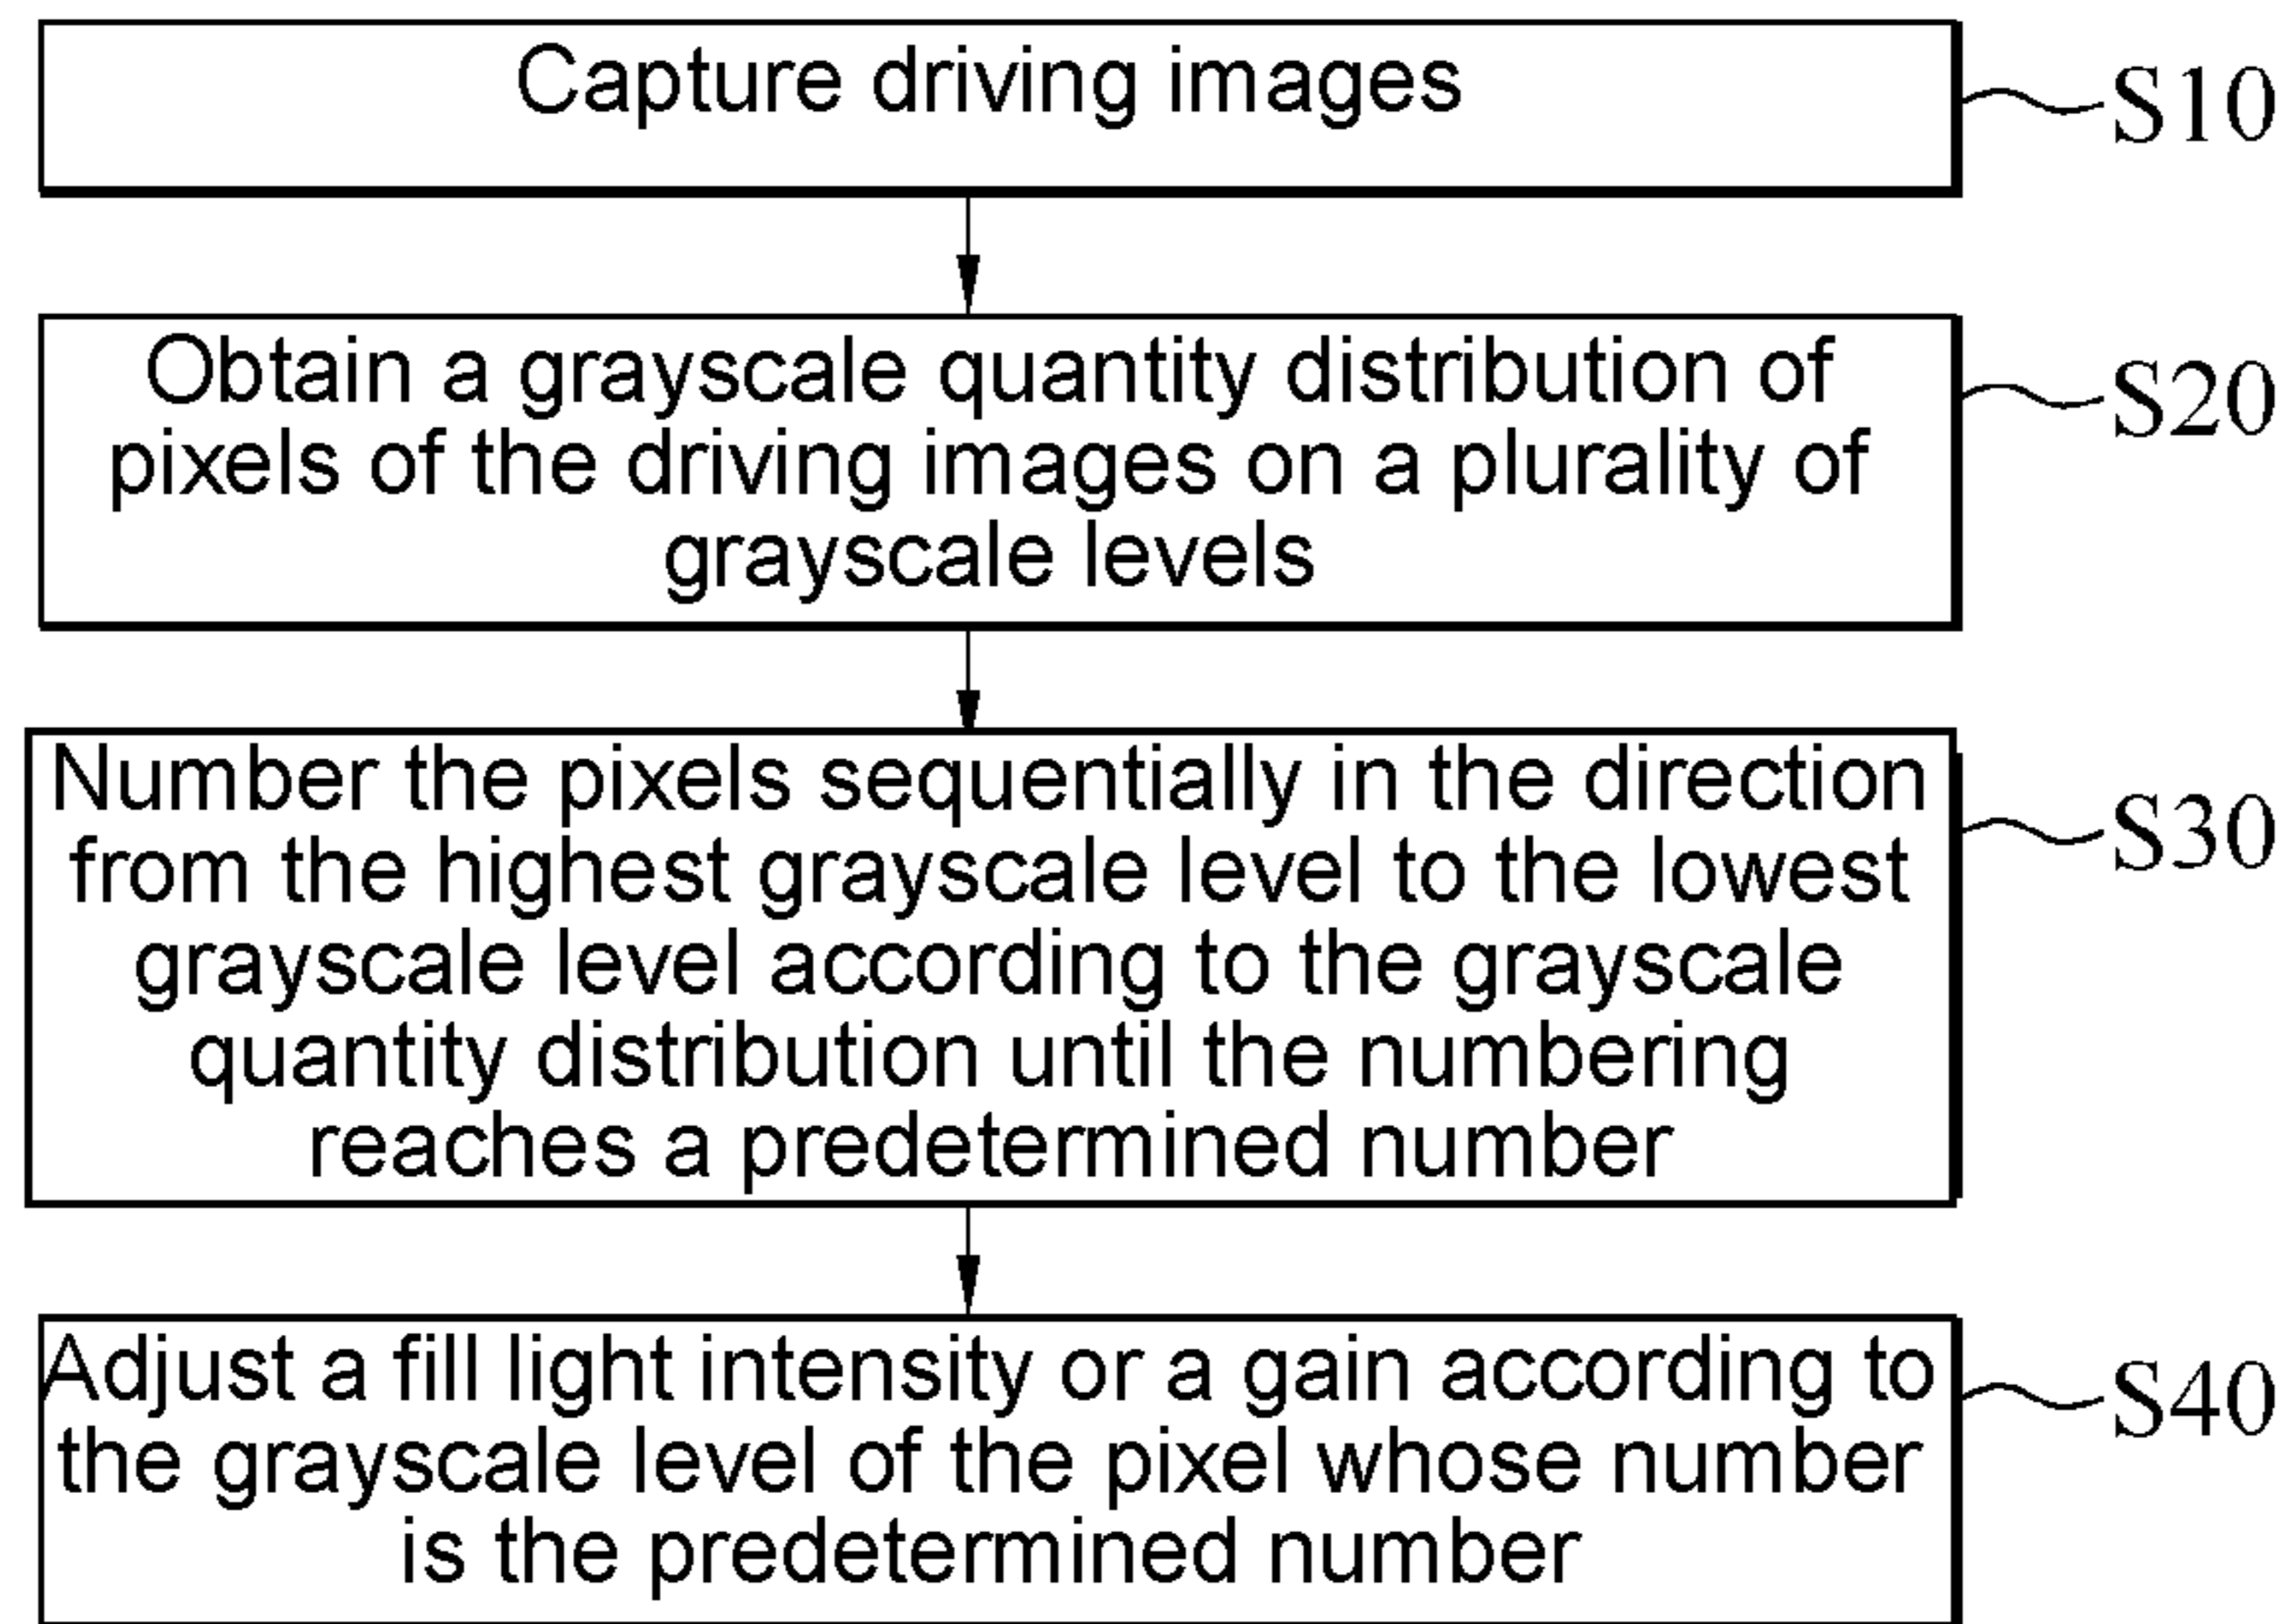 Capture driving images
S10
Obtain a grayscale quantity distribution of
pixels of the driving images on a plurality of
grayscale levels
S20
Number the pixels sequentially in the direction
from the highest grayscale level to the lowest
grayscale level according to the grayscale
quantity distribution until the numbering
reaches a predetermined number
S30
Adjust a fill light intensity or a gain according to
the grayscale level of the pixel whose number
is the predetermined number
S40